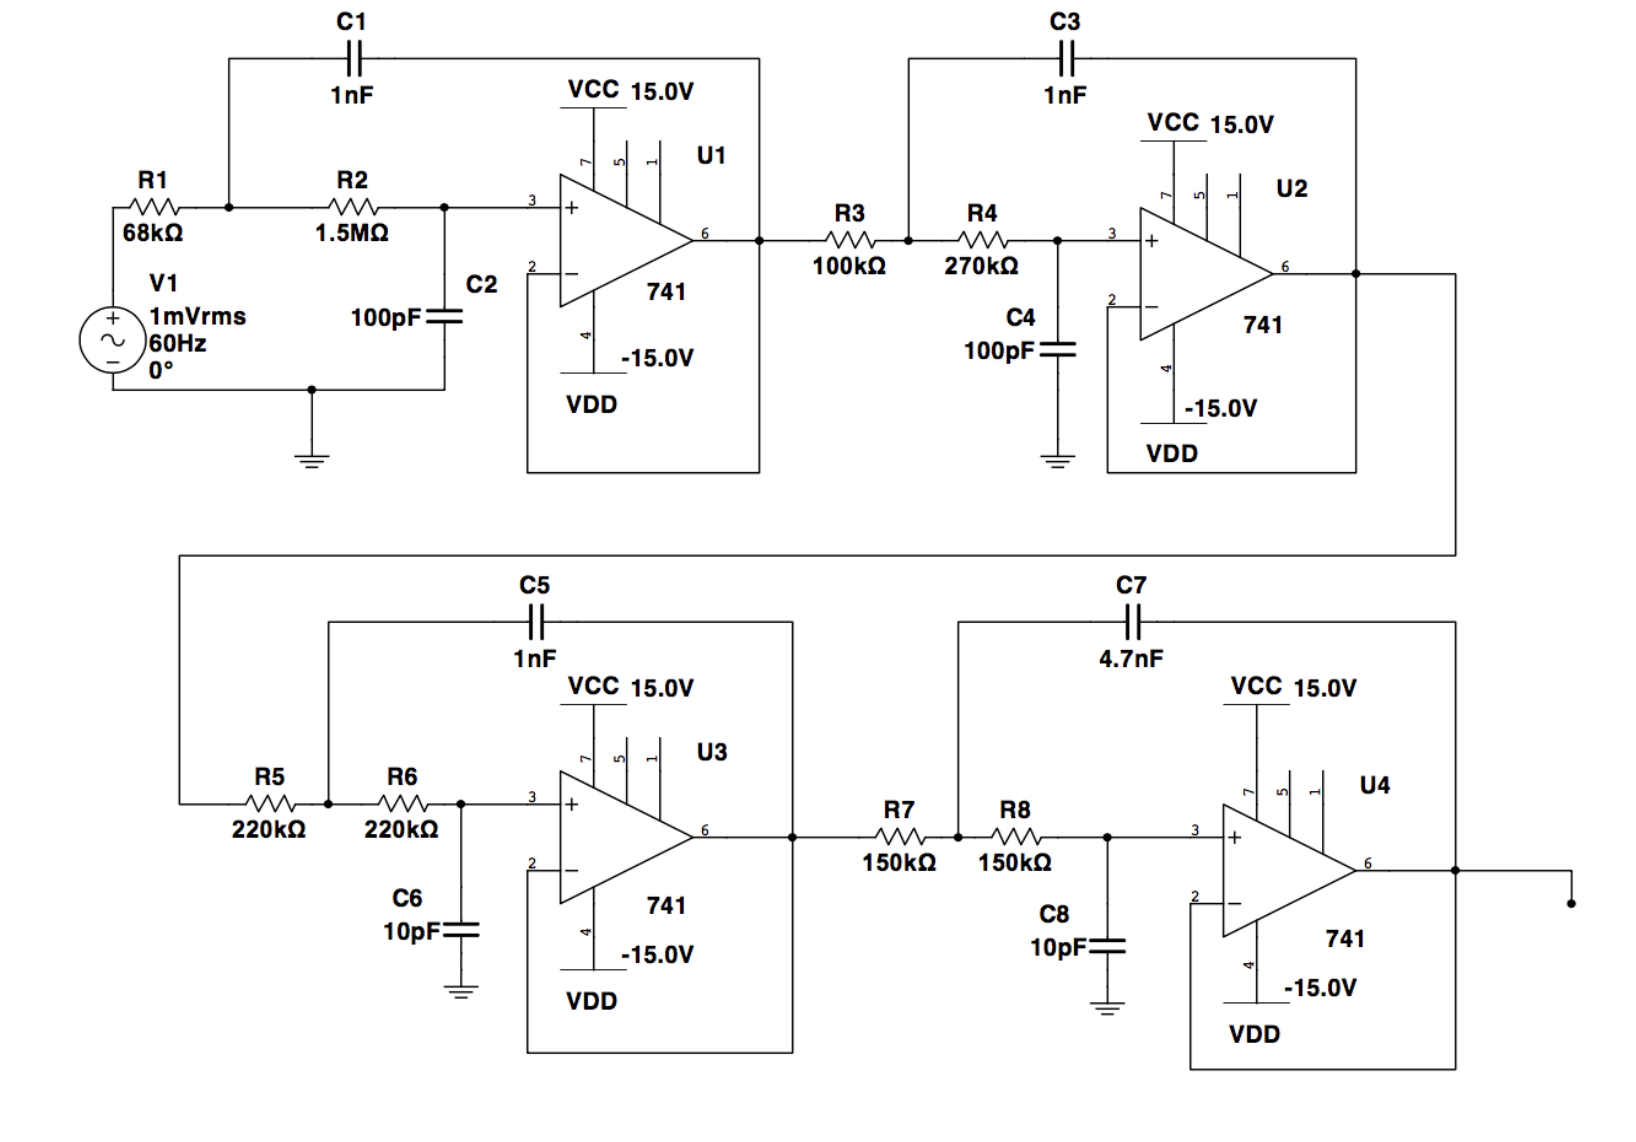 C1
1nF
VCC 15.0V
7 5 1
U1
R1
68kΩ
R2
1.5MΩ
3
+
6
2
−
741
4
-15.0V
VDD
V1
+
1mVrms
60Hz
−
0°
C2
100pF
R3
100kΩ
C3
1nF
VCC 15.0V
7 5 1
U2
R4
270kΩ
3
+
6
2
−
741
4
-15.0V
VDD
C4
100pF
C5
1nF
VCC 15.0V
7 5 1
U3
R5
220kΩ
R6
220kΩ
3
+
6
2
−
741
4
-15.0V
VDD
C6
10pF
C7
4.7nF
VCC 15.0V
7 5 1
U4
R7
150kΩ
R8
150kΩ
3
+
6
2
−
741
4
-15.0V
VDD
C8
10pF